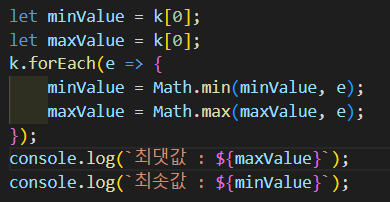 let minValue = k[0];
let maxValue = k[0];
k.forEach(e => {
    minValue = Math.min(minValue, e);
    maxValue = Math.max(maxValue, e);
});
console.log(`최댓값 : ${maxValue}`);
console.log(`최솟값 : ${minValue}`);